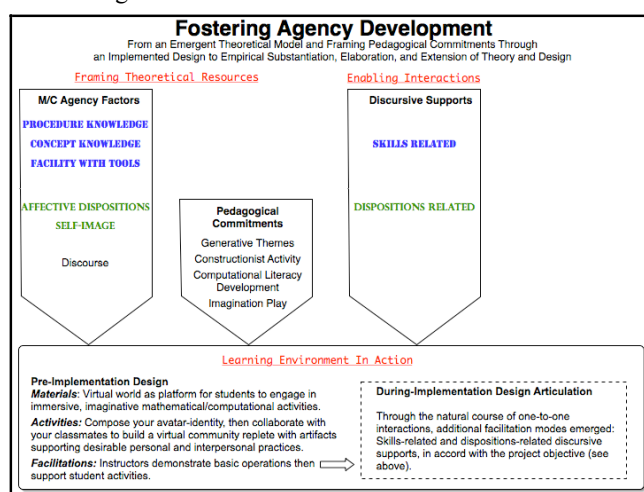 Fostering Agency Development
From an Emergent Theoretical Model and Framing Pedagogical Commitments Through
an Implemented Design to Empirical Substantiation, Elaboration, and Extension of Theory and Design
Framing Theoretical Resources
Enabling Interactions
M/C Agency Factors
PROCEDURE KNOWLEDGE
CONCEPT KNOWLEDGE
FACILITY WITH TOOLS
AFFECTIVE DISPOSITIONS
SELF-IMAGE
Discourse
Pedagogical
Commitments
Generative Themes
Constructionist Activity
Computational Literacy
Development
Imagination Play
Discursive Supports
SKILLS RELATED
DISPOSITIONS RELATED
Learning Environment In Action
Pre-Implementation Design
Materials: Virtual world as platform for students to engage in
immersive, imaginative mathematical/computational activities.
Activities: Compose your avatar-identity, then collaborate with
your classmates to build a virtual community replete with artifacts
supporting desirable personal and interpersonal practices.
Facilitations: Instructors demonstrate basic operations then
support student activities.
During-Implementation Design Articulation
Through the natural course of one-to-one
interactions, additional facilitation modes emerged:
Skills-related and dispositions-related discursive
supports, in accord with the project objective (see
above).